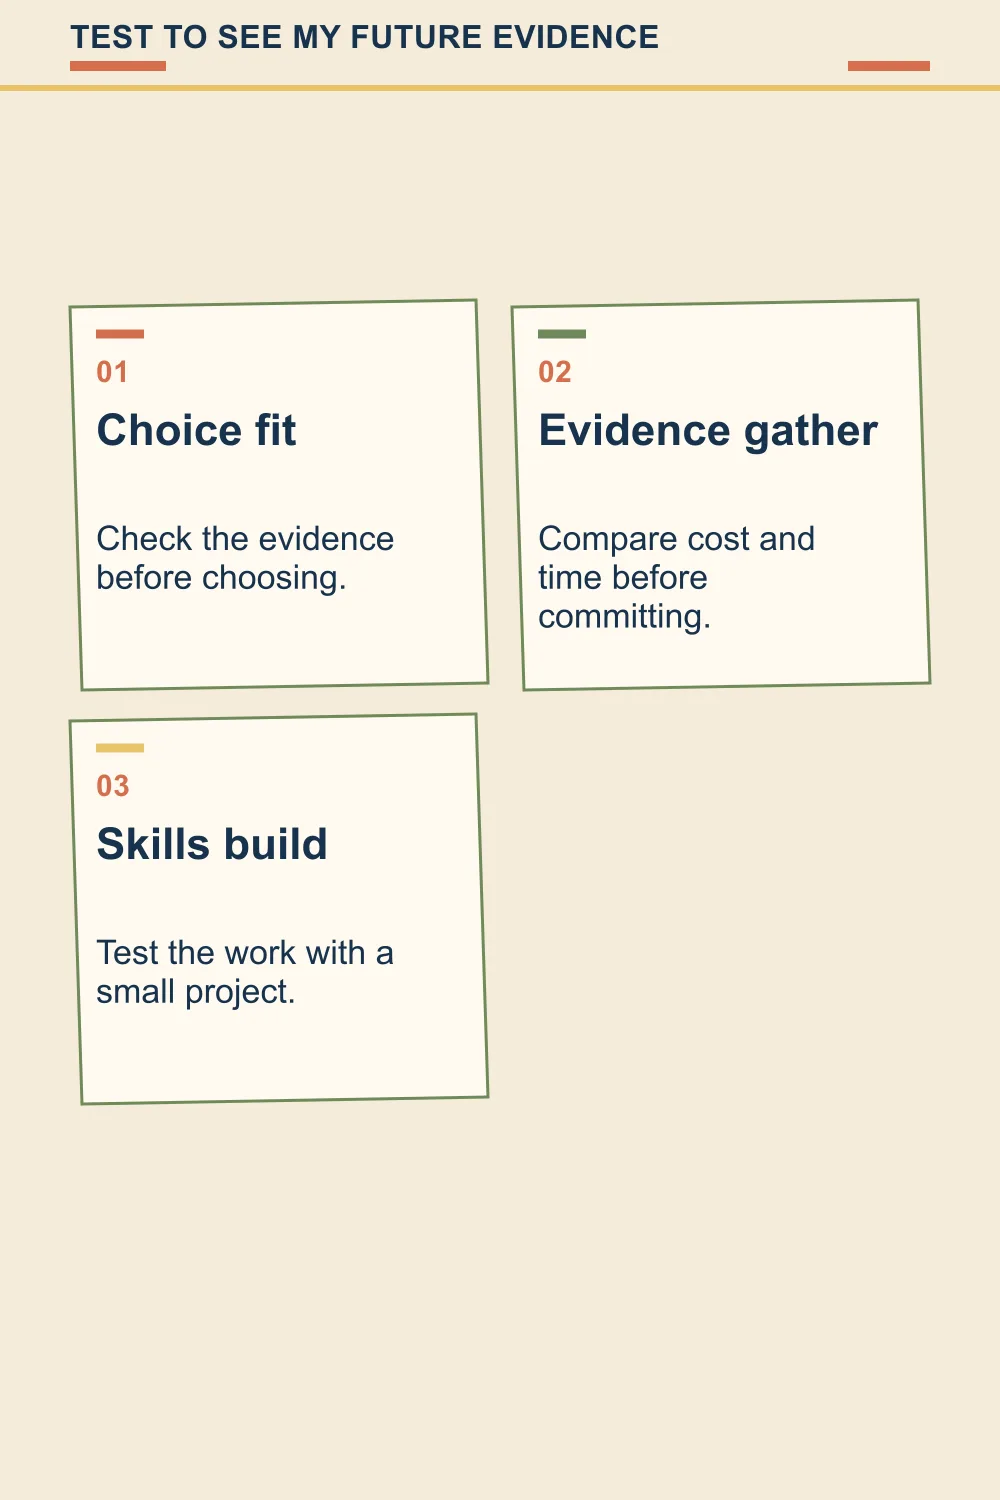 TEST TO SEE MY FUTURE EVIDENCE
01
Choice fit
Check the evidence
before choosing.
02
Evidence gather
Compare cost and
time before
committing.
03
Skills build
Test the work with a
small project.